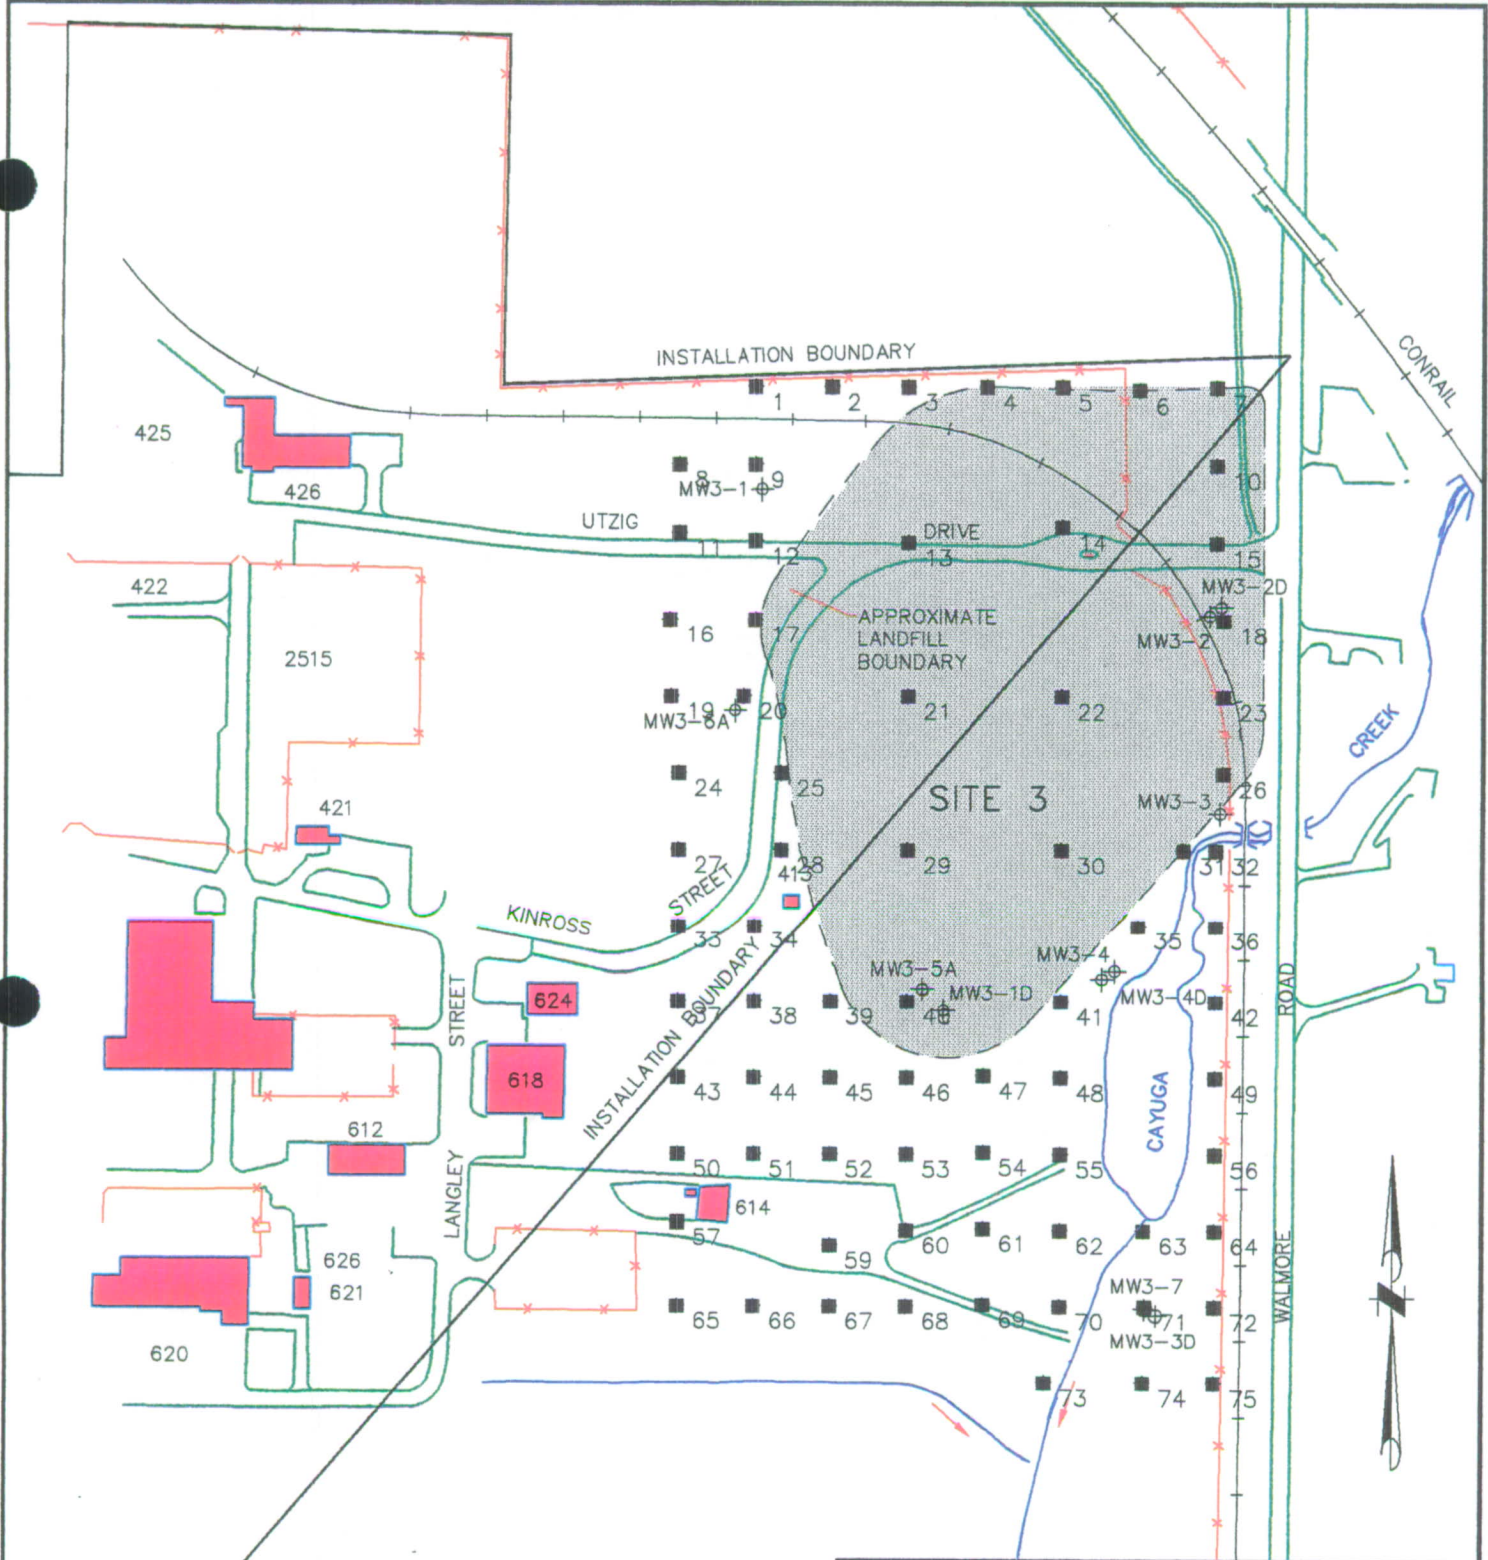 CONRAIL
INSTALLATION BOUNDARY
1 2 3 4 5 6 7
425
8 9 10
MW3-1
426
UTZIG DRIVE
11 12 13 14 15
422
MW3-2D
16 17 18
APPROXIMATE
LANDFILL
BOUNDARY
MW3-2
2515
19 20 21 22 23
MW3-6A
CREEK
24 25 26
SITE 3
MW3-3
421
27 28 29 30 31 32
413
KINROSS STREET
33 34 35 36
MW3-4
MW3-5A
MW3-1D
MW3-4D
624
37 38 39 40 41 42
STREET
ROAD
INSTALLATION BOUNDARY
618
43 44 45 46 47 48 49
CAYUGA
612
50 51 52 53 54 55 56
LANGLEY
614
57 59 60 61 62 63 64
WALMORE
626
621
MW3-7
65 66 67 68 69 70 71 72
MW3-3D
620
73 74 75